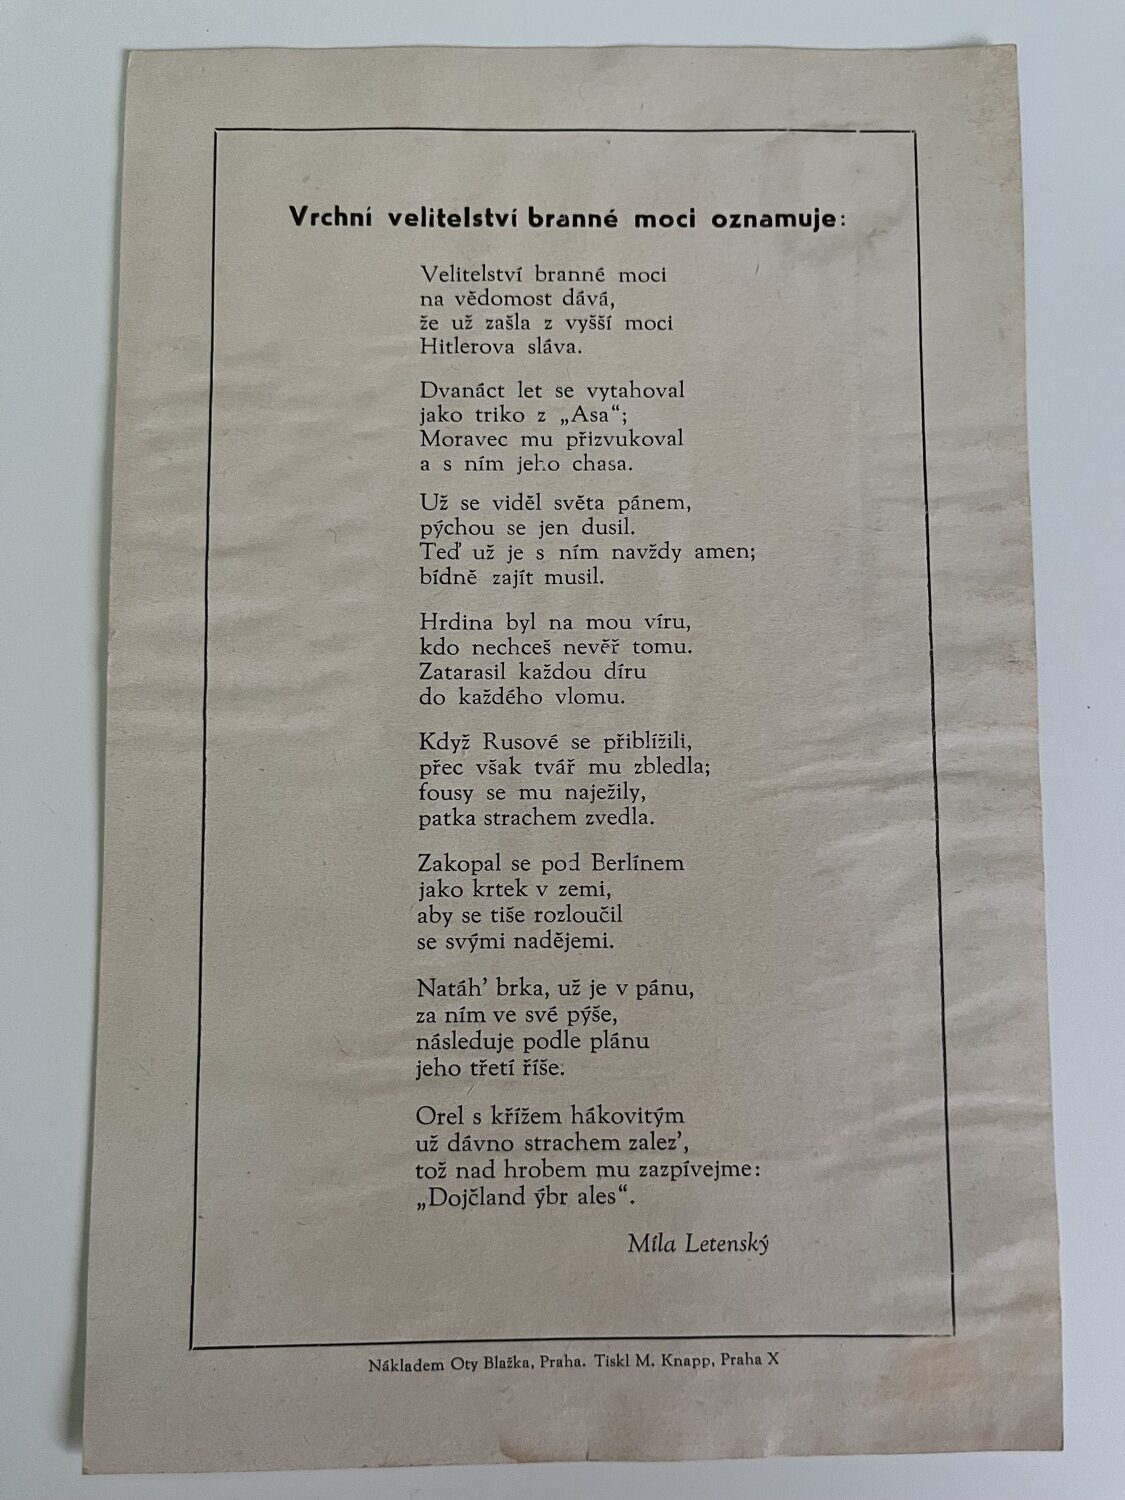 Vrchní velitelství branné moci oznamuje:
Velitelství branné moci
na vědomost dává,
že už zašla z vyšší moci
Hitlerova sláva.
Dvanáct let se vytahoval
jako triko z „Asa“;
Moravec mu přizvukoval
a s ním jeho chasa.
Už se viděl světa pánem,
pýchou se jen dusil.
Teď už je s ním navždy amen;
bídně zajít musil.
Hrdina byl na mou víru,
kdo nechceš nevěř tomu.
Zatarasil každou díru
do každého vlomu.
Když Rusové se přiblížili,
přec však tvář mu zbledla;
fousy se mu naježily,
patka strachem zvedla.
Zakopal se pod Berlínem
jako krtek v zemi,
aby se tiše rozloučil
se svými nadějemi.
Natáh’ brka, už je v pánu,
za ním ve své pýše,
následuje podle plánu
jeho třetí říše.
Orel s křížem hákovitým
už dávno strachem zalez’,
tož nad hrobem mu zazpívejme:
„Dojčland ýbr ales“.
Míla Letenský
Nákladem Oty Blažka, Praha. Tiskl M. Knapp, Praha X